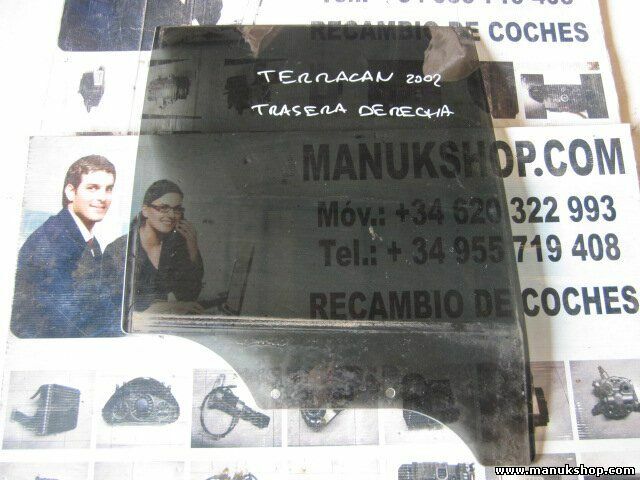 RECAMBIO DE COCHES
TERRACAN 2002
TRASERA DERECHA
MANUKSHOP.COM
Móv.: +34 620 322 993
Tel.: + 34 955 719 408
RECAMBIO DE COCHES
www.manukshop.com